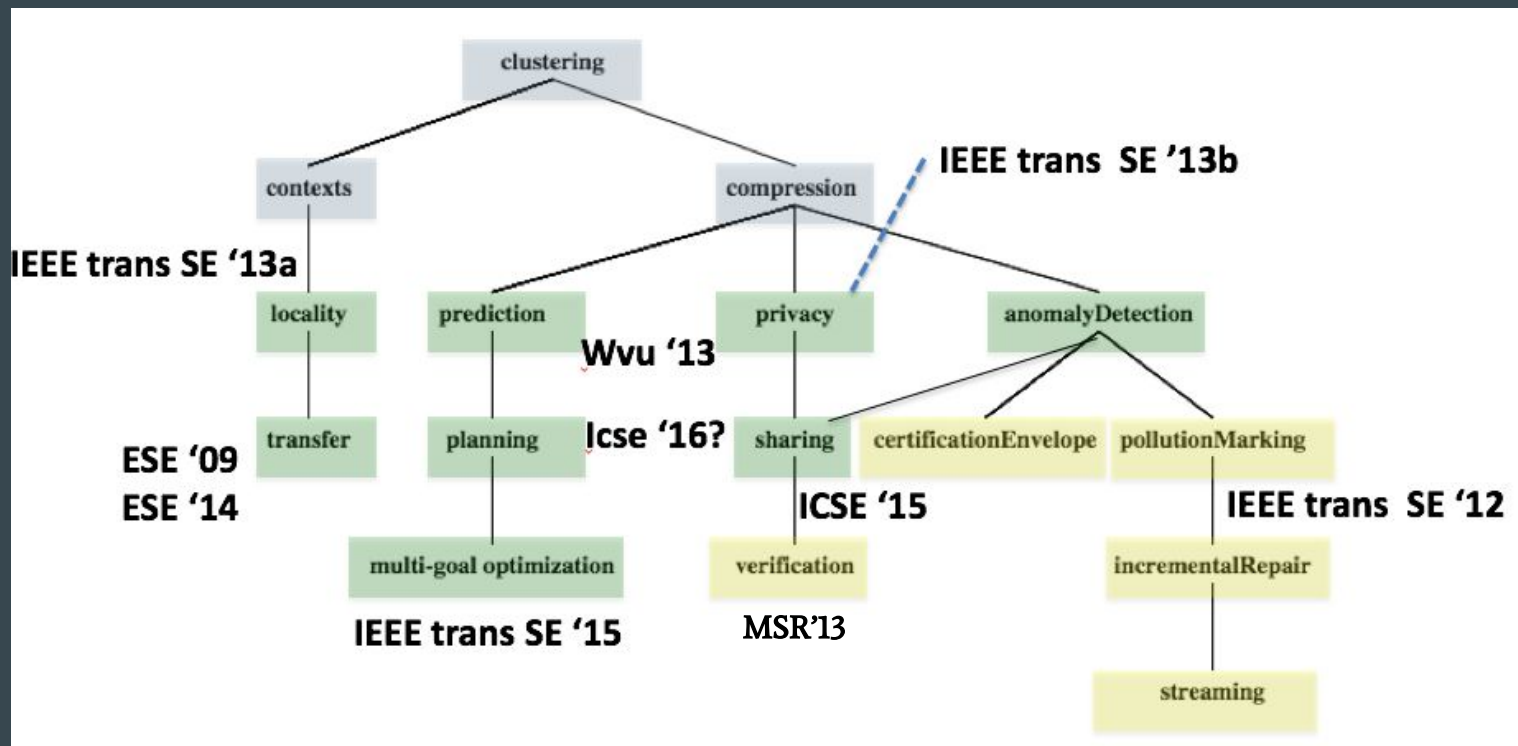 clustering
IEEE trans SE '13b
contexts
compression
IEEE trans SE ‘13a
locality
prediction
privacy
anomalyDetection
Wvu ‘13
transfer
planning
Icse ‘16?
sharing
certificationEnvelope
pollutionMarking
ESE ‘09
ESE ‘14
ICSE ‘15
IEEE trans SE ‘12
multi-goal optimization
verification
incrementalRepair
IEEE trans SE ‘15
MSR’13
streaming